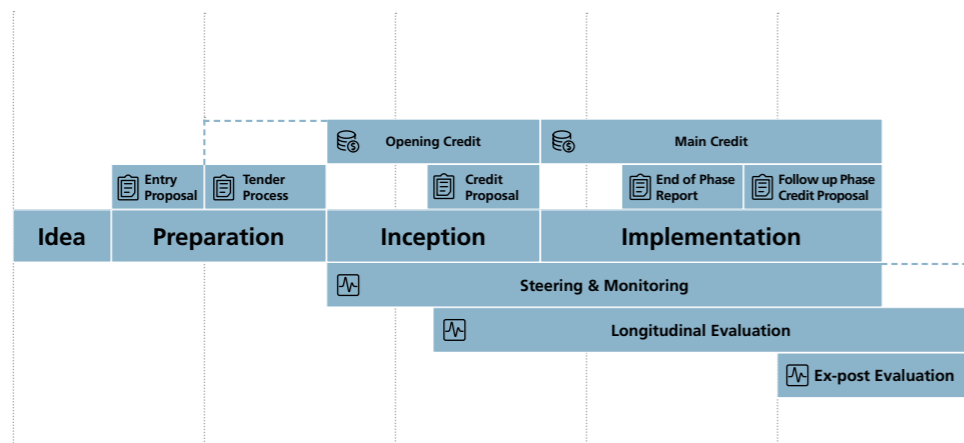 Opening Credit
Main Credit
Entry
Proposal
Tender
Process
Credit
Proposal
End of Phase
Report
Follow up Phase
Credit Proposal
Idea
Preparation
Inception
Implementation
Steering & Monitoring
Longitudinal Evaluation
Ex-post Evaluation